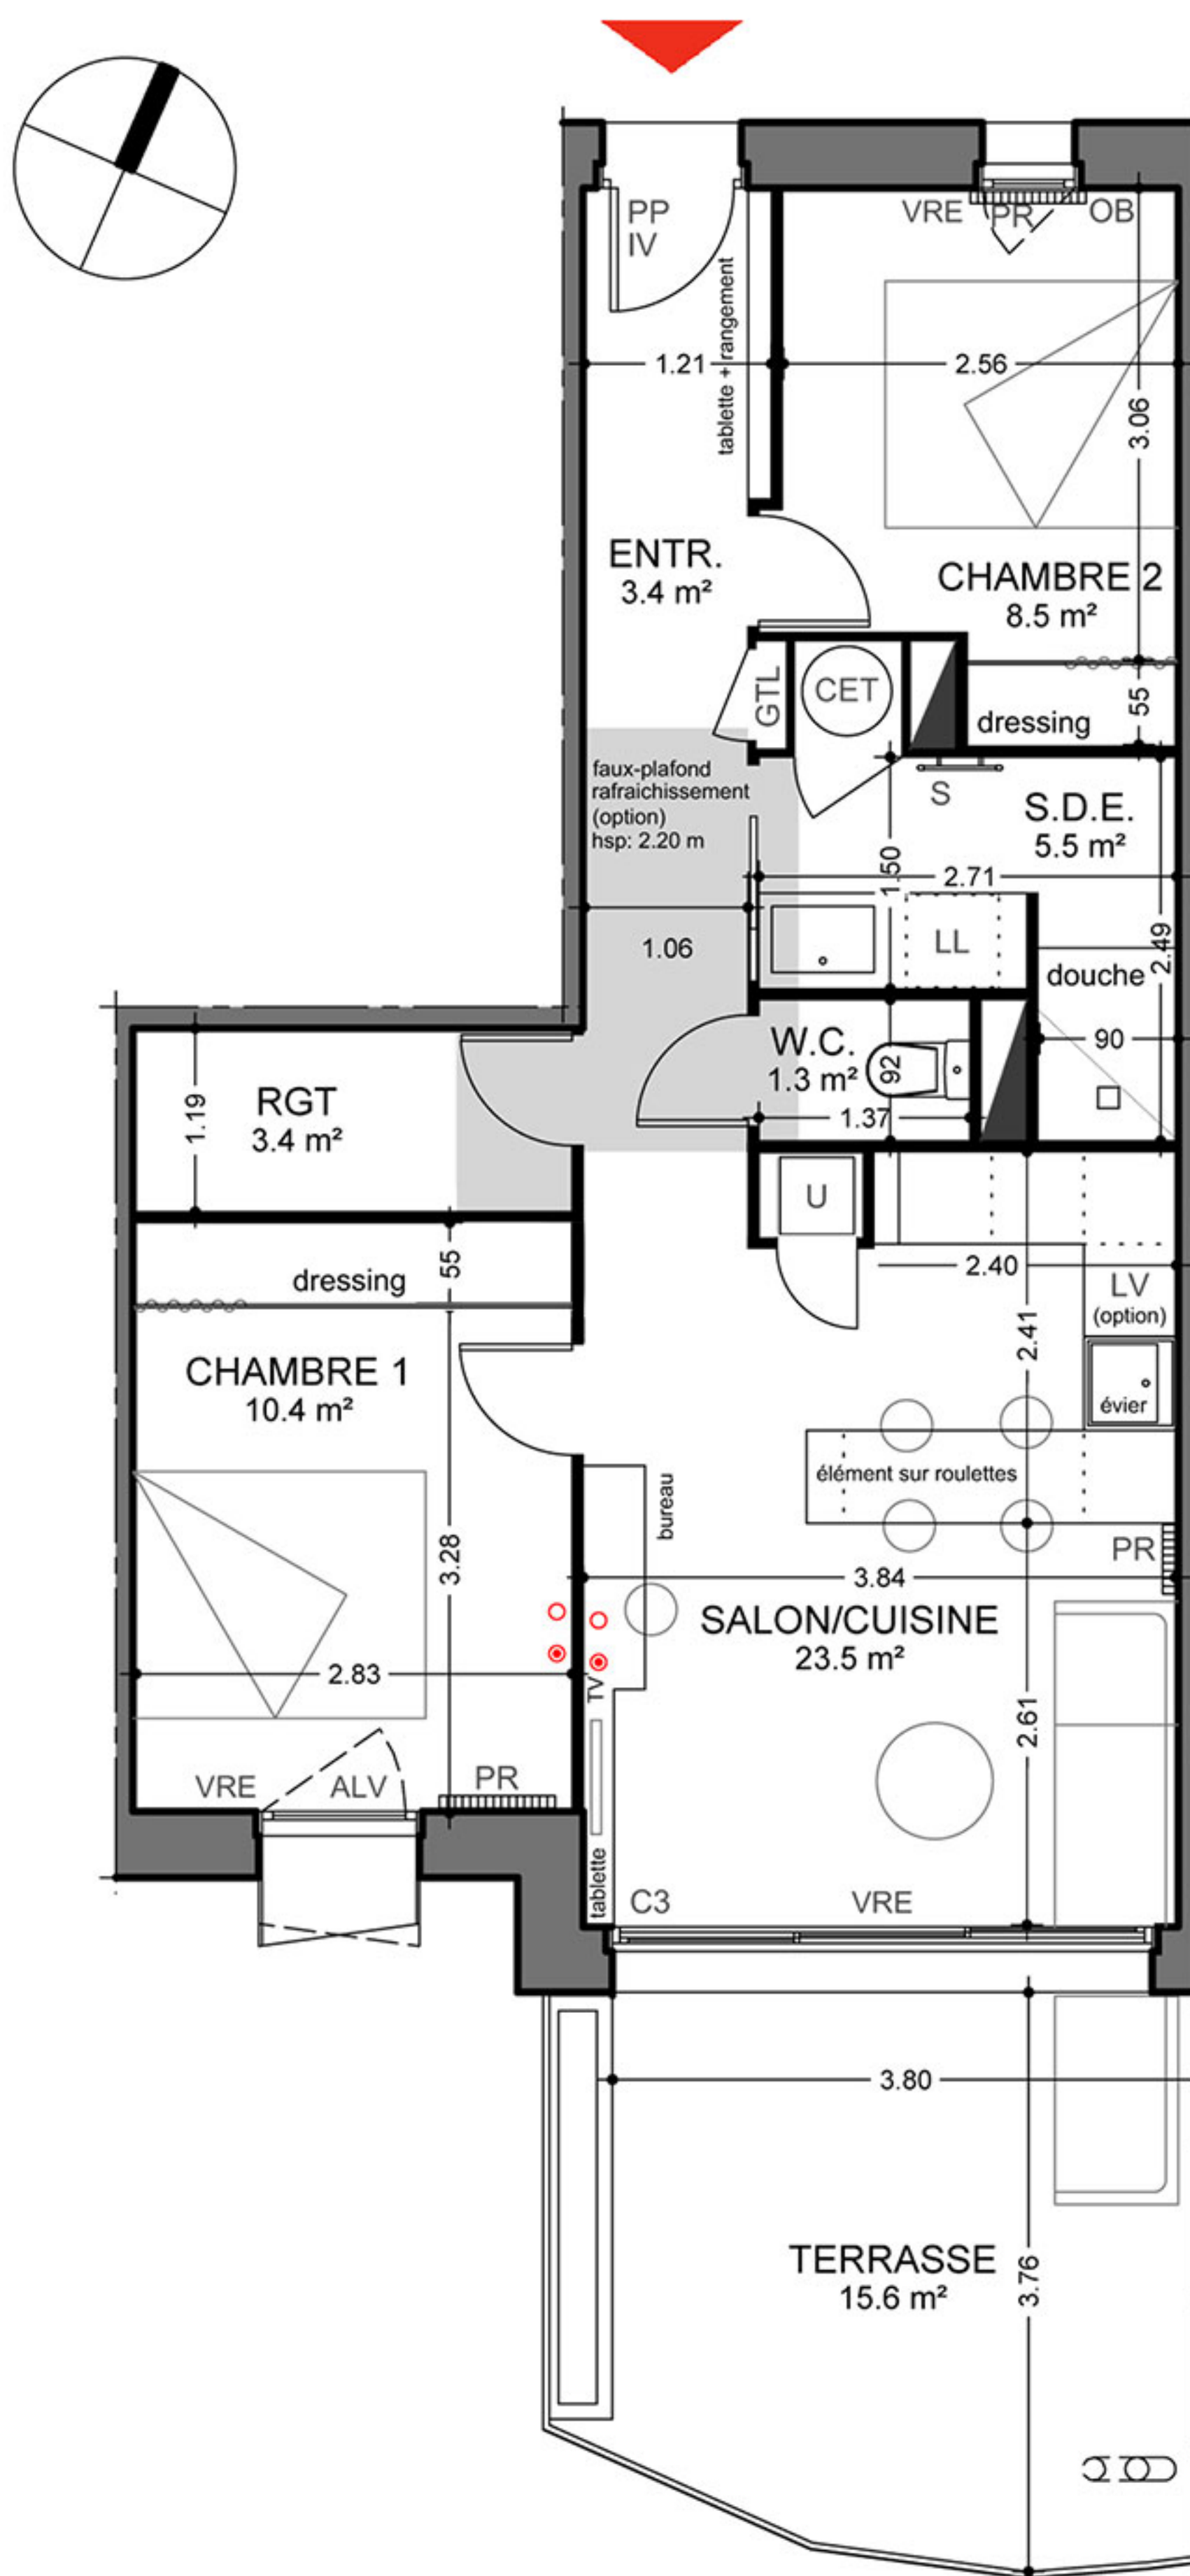 PP
IV
VRE
PR
OB
tablette + rangement
1.21
2.56
3.06
ENTR.
3.4 m²
CHAMBRE 2
8.5 m²
GTL
CET
55
dressing
faux-plafond
rafraichissement
(option)
hsp: 2.20 m
S
S.D.E.
5.5 m²
1.50
2.71
1.06
LL
2.49
douche
W.C.
1.3 m²
92
90
1.37
RGT
3.4 m²
1.19
U
55
dressing
2.40
LV
(option)
2.41
CHAMBRE 1
10.4 m²
évier
élément sur roulettes
bureau
3.28
PR
3.84
SALON/CUISINE
23.5 m²
2.83
TV
2.61
VRE
ALV
PR
tablette
C3
VRE
3.80
TERRASSE
15.6 m²
3.76